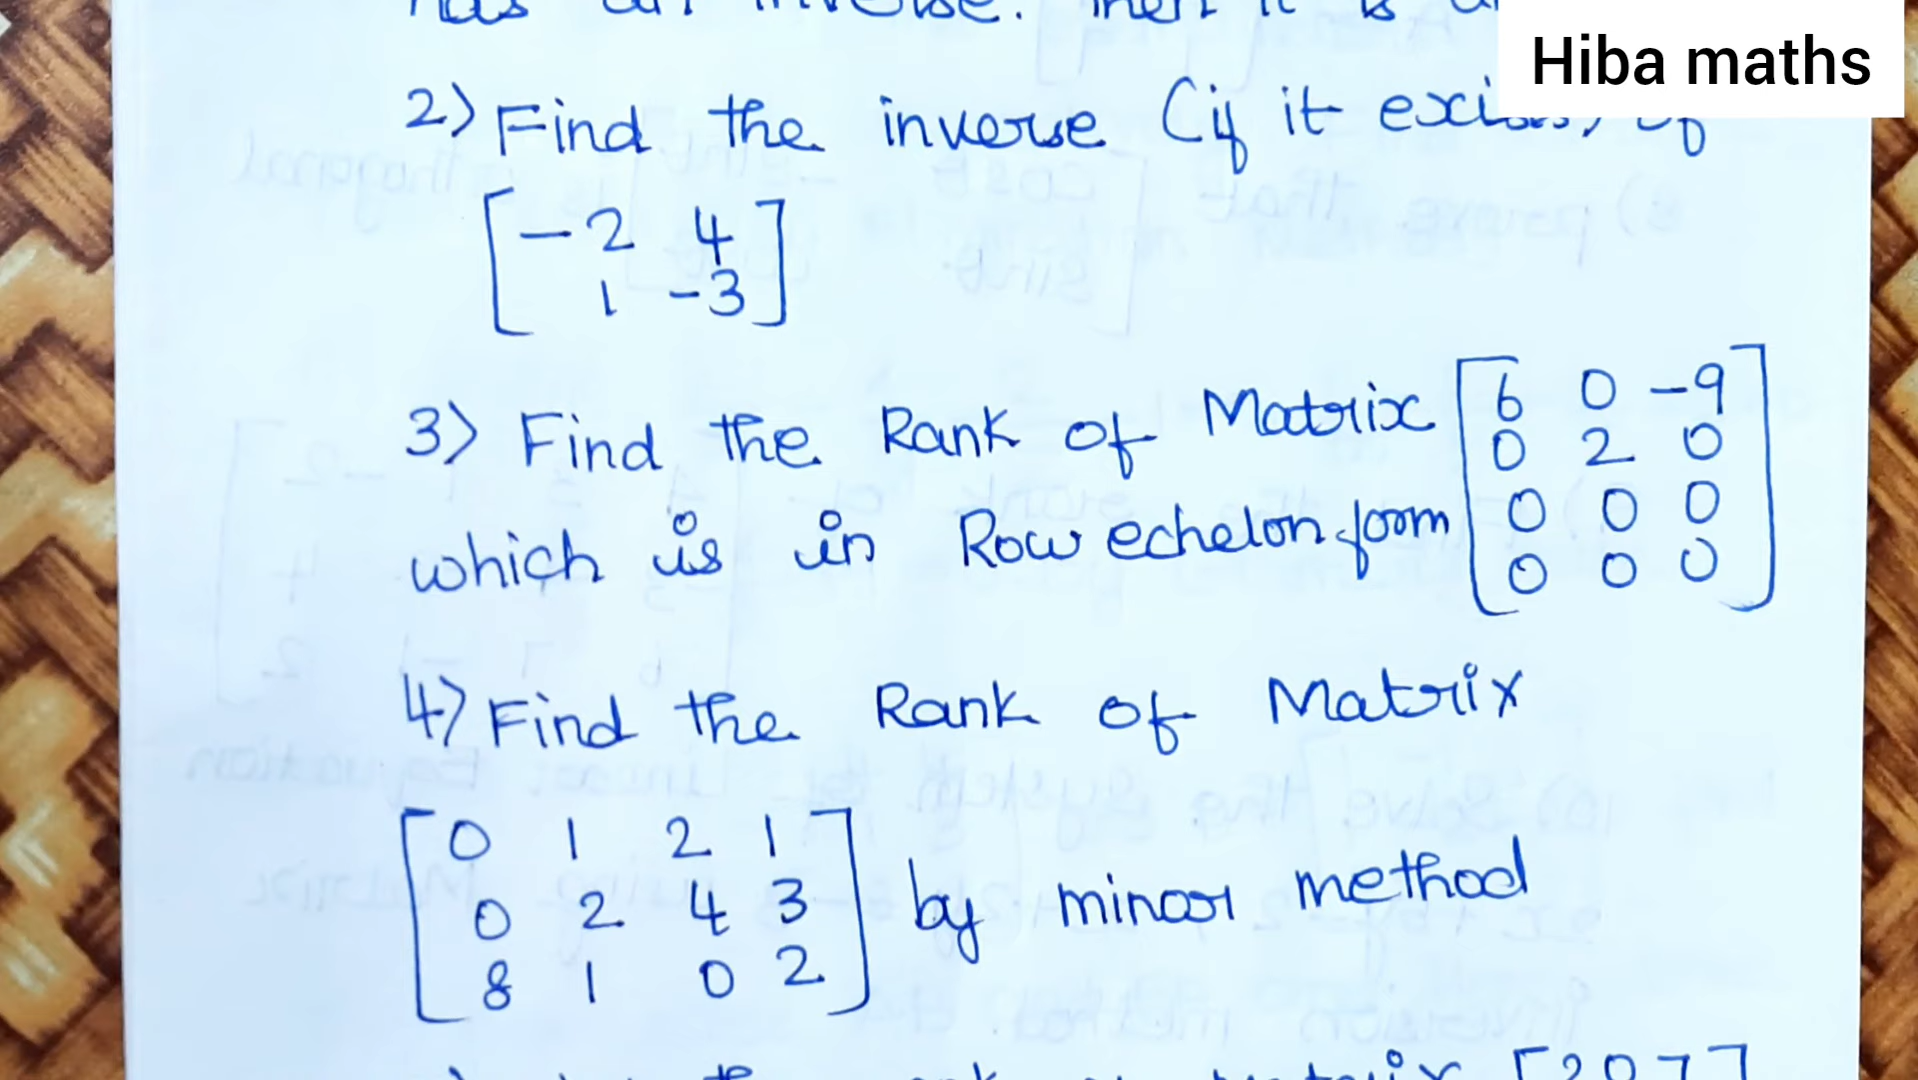 Hiba maths
2) Find the inverse (if it of
[ -2 4
1 -3 ]
3) Find the Rank of Matrix [ 6 0 -9
0 2 0
which is in Row echelon form 0 0 0
0 0 0 ]
4) Find the Rank of Matrix
[ 0 1 2 1
0 2 4 3 by minor method
8 1 0 2 ]